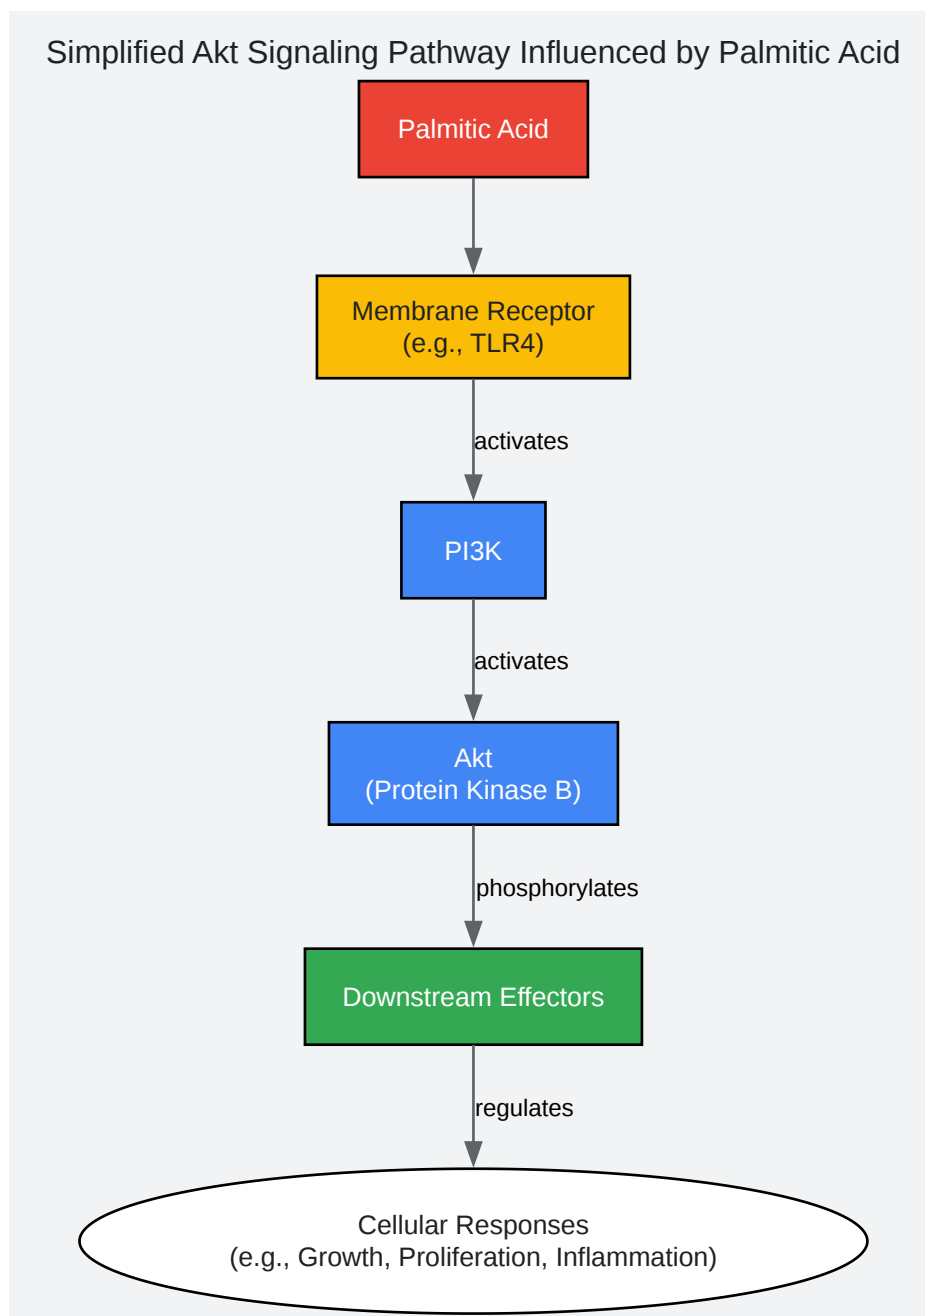 Simplified Akt Signaling Pathway Influenced by Palmitic Acid
Palmitic Acid
Membrane Receptor
(e.g., TLR4)
activates
PI3K
activates
Akt
(Protein Kinase B)
phosphorylates
Downstream Effectors
regulates
Cellular Responses
(e.g., Growth, Proliferation, Inflammation)